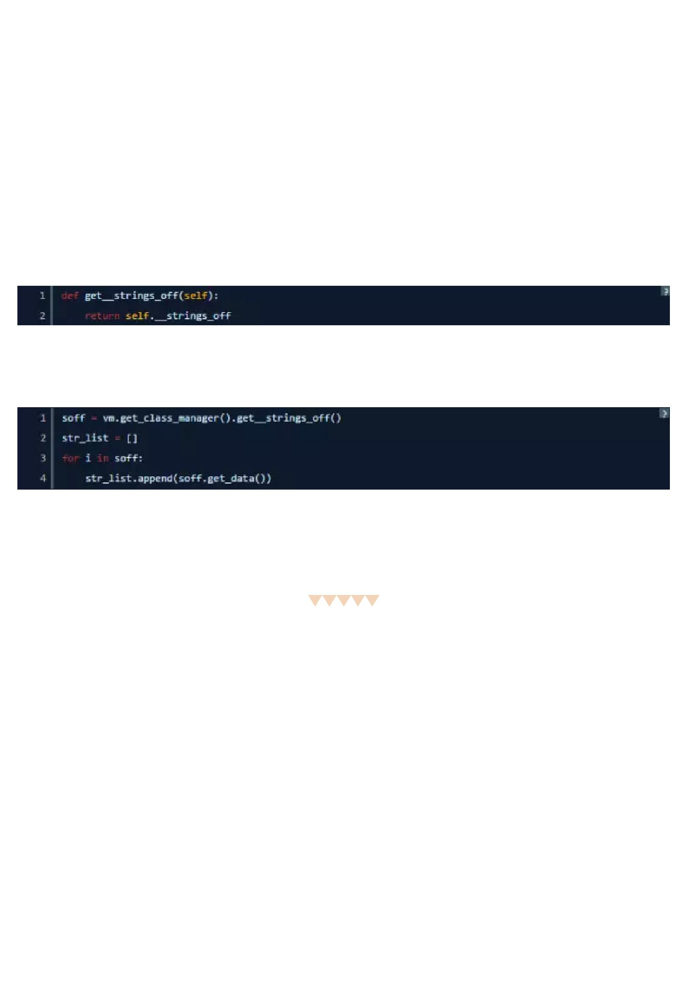 1 def get__strings_off(self):
2 return self.__strings_off
1 soff = vm.get_class_manager().get__strings_off()
2 str_list = []
3 for i in soff:
4 str_list.append(soff.get_data())